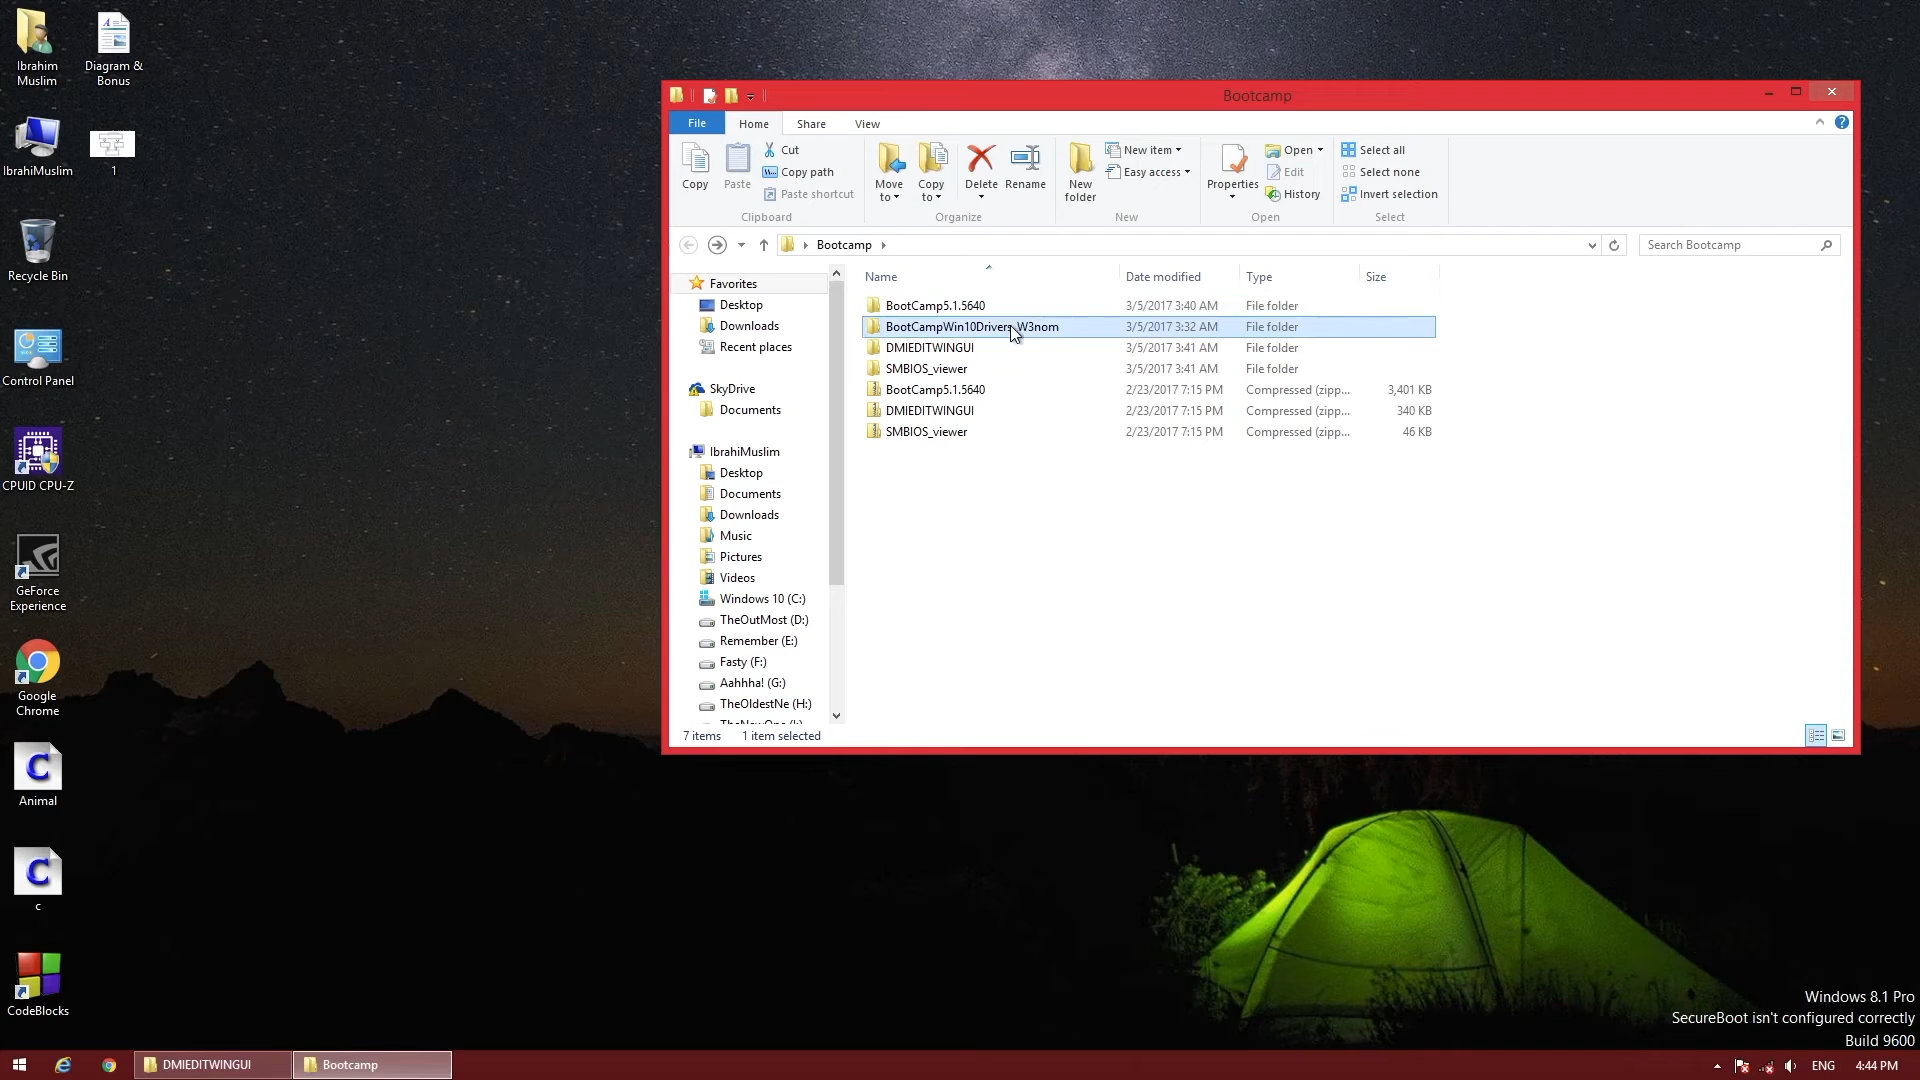 Ibrahim
Muslim
Diagram &
Bonus
IbrahiMuslim
1
Recycle Bin
Control Panel
CPUID CPU-Z
GeForce
Experience
Google
Chrome
C
Animal
C
c
CodeBlocks
Bootcamp
File
Home
Share
View
Copy
Paste
Cut
Copy path
Paste shortcut
Clipboard
Move
to
Copy
to
Delete
Rename
Organize
New
folder
New item
Easy access
New
Properties
Open
Edit
History
Open
Select all
Select none
Invert selection
Select
Bootcamp
Search Bootcamp
Favorites
Desktop
Downloads
Recent places
SkyDrive
Documents
IbrahiMuslim
Desktop
Documents
Downloads
Music
Pictures
Videos
Windows 10 (C:)
TheOutMost (D:)
Remember (E:)
Fasty (F:)
Aahhha! (G:)
TheOldestNe (H:)
Name Date modified Type Size
BootCamp5.1.5640 3/5/2017 3:40 AM File folder
BootCampWin10Drivers_W3nom 3/5/2017 3:32 AM File folder
DMIEDITWINGUI 3/5/2017 3:41 AM File folder
SMBIOS_viewer 3/5/2017 3:41 AM File folder
BootCamp5.1.5640 2/23/2017 7:15 PM Compressed (zipp... 3,401 KB
DMIEDITWINGUI 2/23/2017 7:15 PM Compressed (zipp... 340 KB
SMBIOS_viewer 2/23/2017 7:15 PM Compressed (zipp... 46 KB
7 items 1 item selected
Windows 8.1 Pro
SecureBoot isn't configured correctly
Build 9600
DMIEDITWINGUI
Bootcamp
ENG
4:44 PM